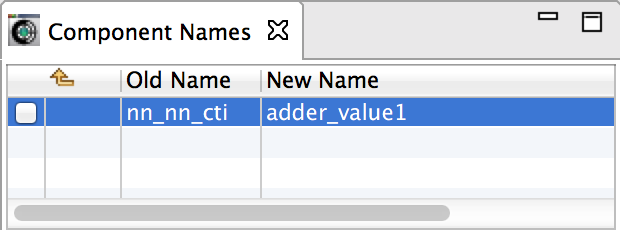 Component Names
Old Name New Name
nn_nn_cti adder_value1